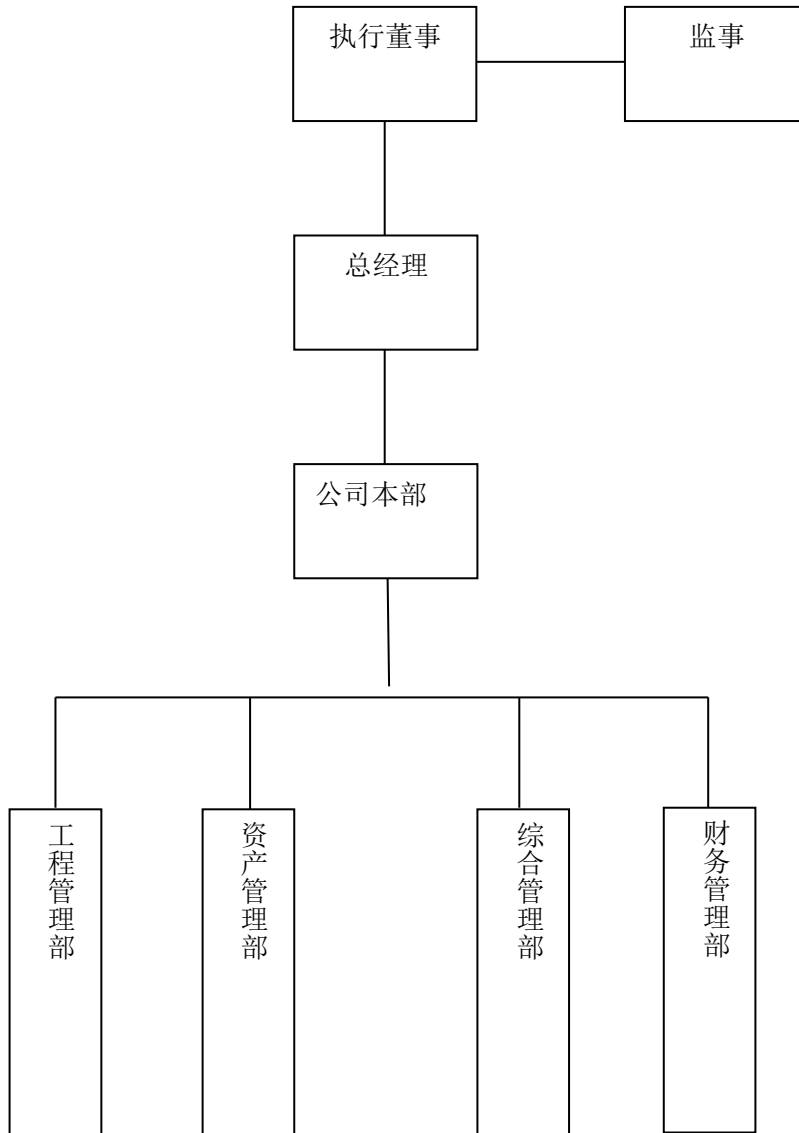 执行董事
监事
总经理
公司本部
工程管理部
资产管理部
综合管理部
财务管理部